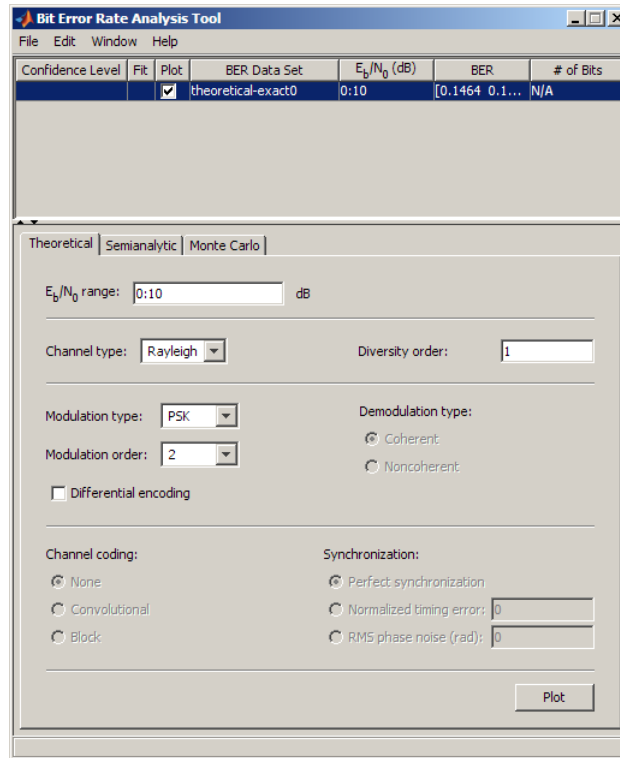 Bit Error Rate Analysis Tool
File Edit Window Help
Confidence Level Fit Plot BER Data Set Eb/N0 (dB) BER # of Bits
theoretical-exact0 0:10 [0.1464 0.1... N/A
Theoretical Semianalytic Monte Carlo
Eb/N0 range: 0:10 dB
Channel type: Rayleigh Diversity order: 1
Modulation type: PSK Demodulation type:
Coherent
Modulation order: 2
Noncoherent
Differential encoding
Channel coding: Synchronization:
None Perfect synchronization
Convolutional Normalized timing error: 0
Block RMS phase noise (rad): 0
Plot